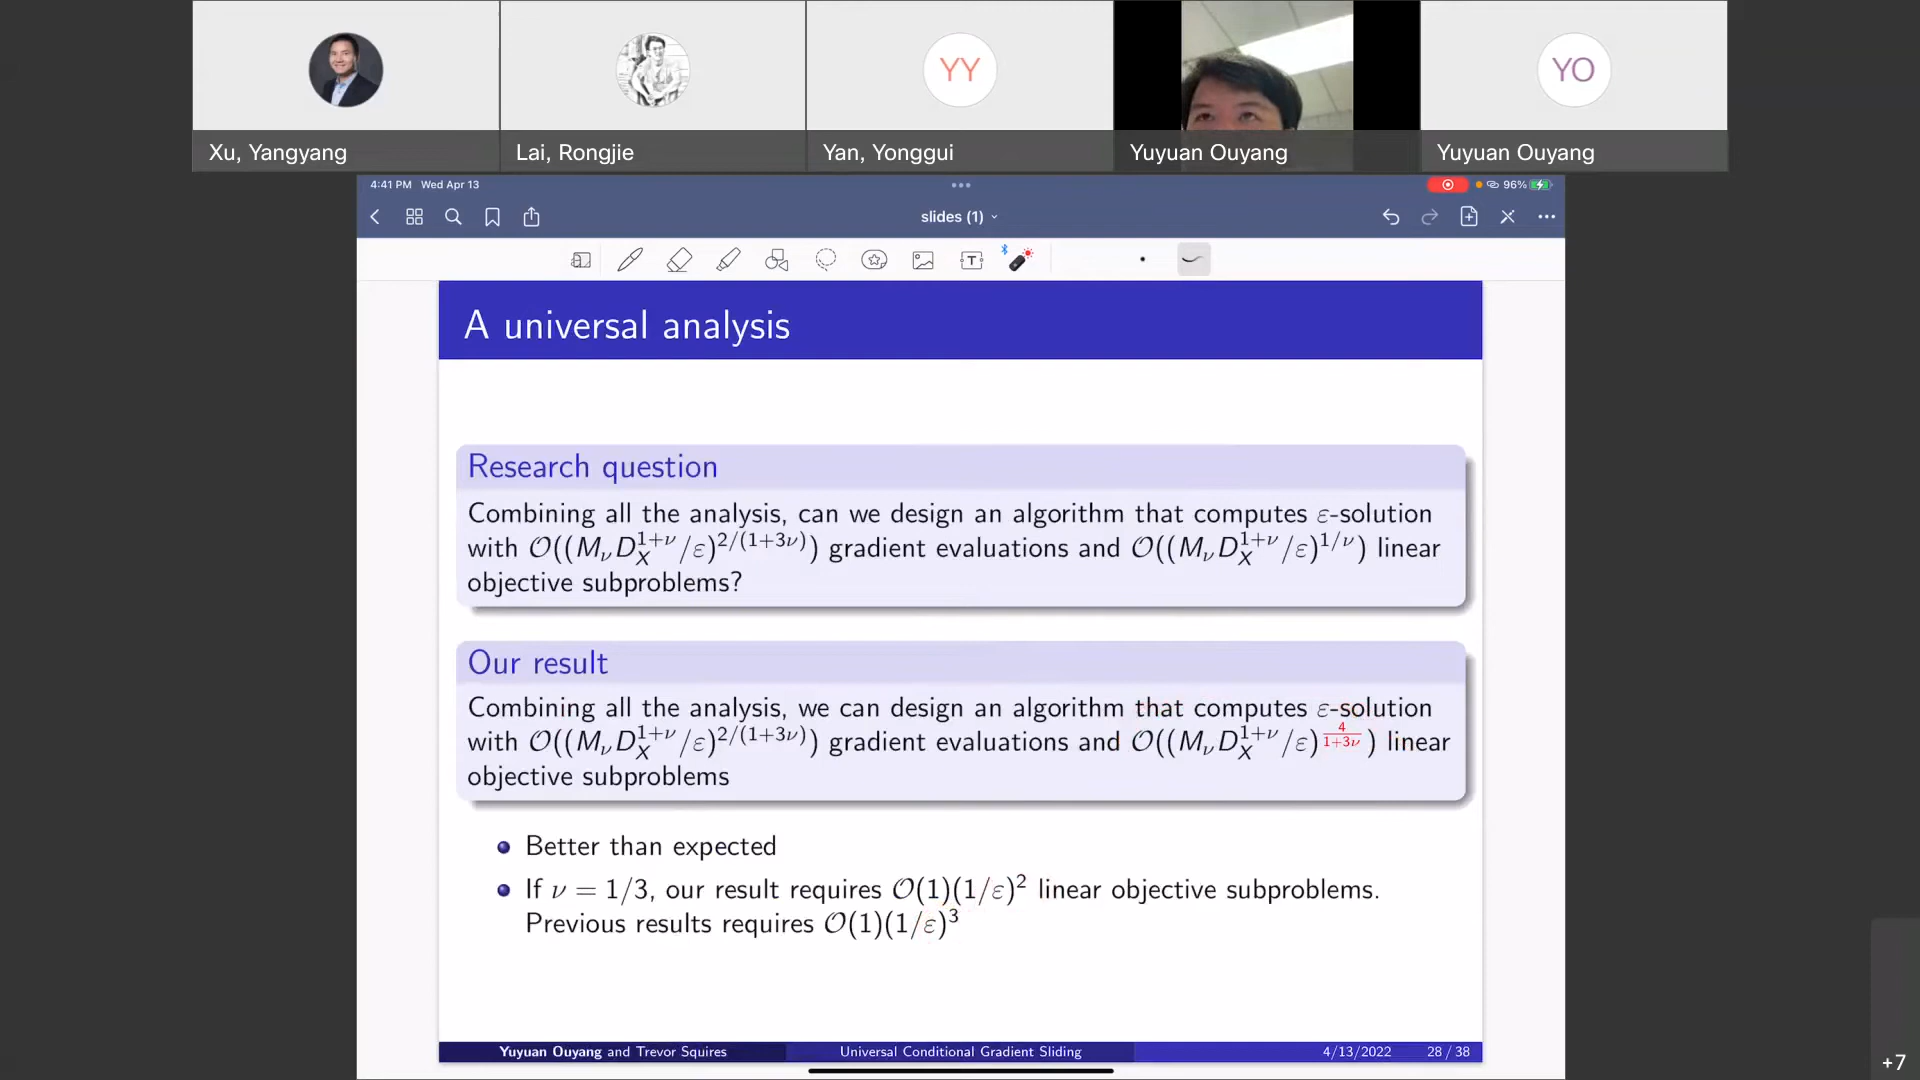 YY
YO
Xu, Yangyang
Lai, Rongjie
Yan, Yonggui
Yuyuan Ouyang
Yuyuan Ouyang
4:41 PM Wed Apr 13
96%
slides (1)
T
A universal analysis
Research question
Combining all the analysis, can we design an algorithm that computes ε-solution
with 𝒪((M_ν D_X^{1+ν}/ε)^{2/(1+3ν)}) gradient evaluations and 𝒪((M_ν D_X^{1+ν}/ε)^{1/ν}) linear
objective subproblems?
Our result
Combining all the analysis, we can design an algorithm that computes ε-solution
with 𝒪((M_ν D_X^{1+ν}/ε)^{2/(1+3ν)}) gradient evaluations and 𝒪((M_ν D_X^{1+ν}/ε)^{\frac{4}{1+3ν}}) linear
objective subproblems
Better than expected
If ν = 1/3, our result requires 𝒪(1)(1/ε)^2 linear objective subproblems.
Previous results requires 𝒪(1)(1/ε)^3
Yuyuan Ouyang and Trevor Squires Universal Conditional Gradient Sliding 4/13/2022 28 / 38
+7